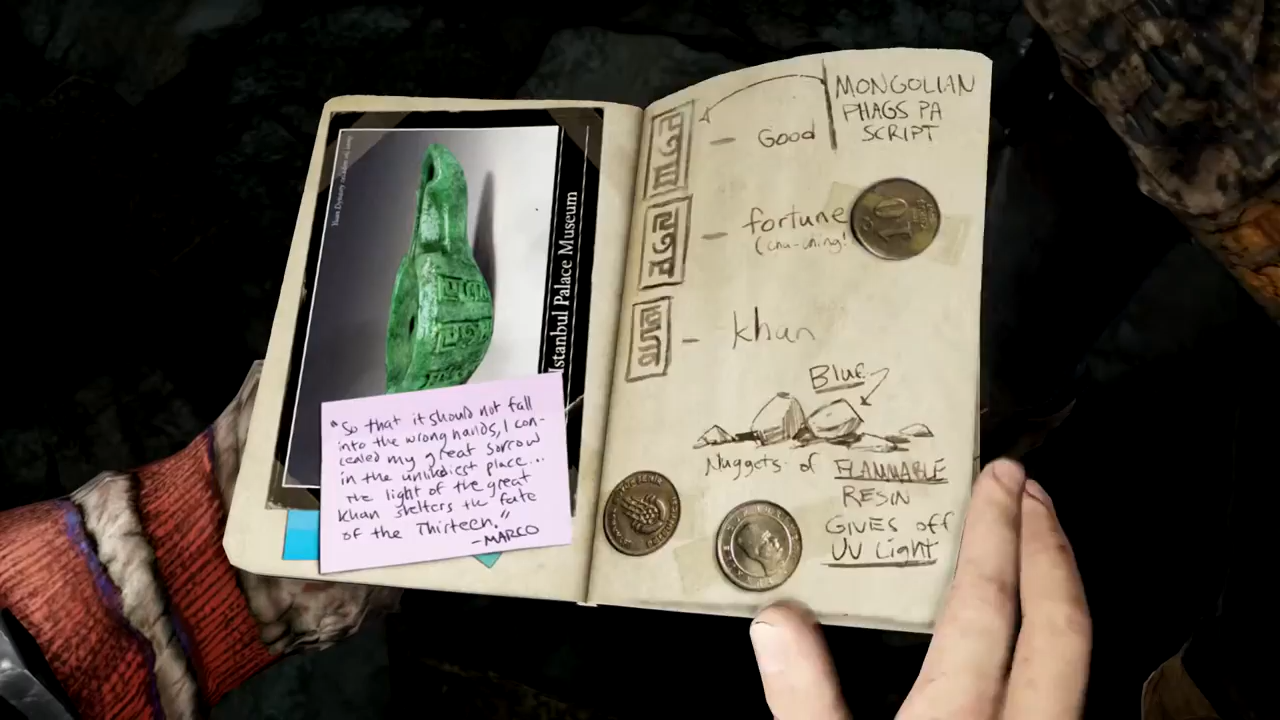 Istanbul Palace Museum
"So that it should not fall
into the wrong hands, I con-
cealed my great sorrow
in the unlikeliest place...
The light of the great
Khan shelters the fate
of the Thirteen."
-MARCO
MONGOLIAN
PHAGS PA
SCRIPT
- Good
- fortune
(cha-ching!
- khan
10
Blue
Nuggets of FLAMMABLE
RESIN
GIVES off
UV Light